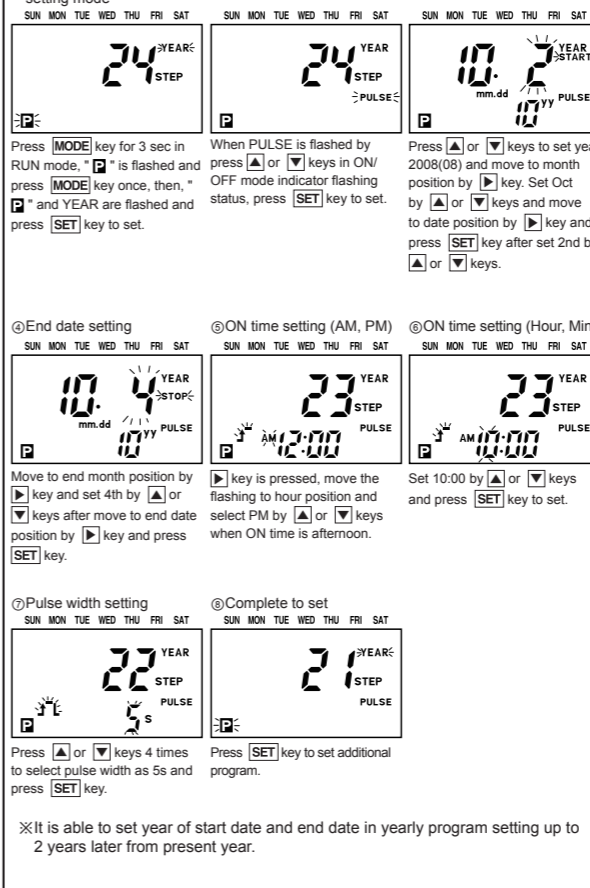 setting mode
SUN MON TUE WED THU FRI SAT
24 YEAR
STEP
P
Press MODE key for 3 sec in
RUN mode, " P " is flashed and
press MODE key once, then, "
P " and YEAR are flashed and
press SET key to set.
SUN MON TUE WED THU FRI SAT
24 YEAR
STEP
PULSE
P
When PULSE is flashed by
press ▲ or ▼ keys in ON/
OFF mode indicator flashing
status, press SET key to set.
SUN MON TUE WED THU FRI SAT
10. 2 YEAR
START
mm.dd
10 yy PULSE
P
Press ▲ or ▼ keys to set
2008(08) and move to month
position by ▶ key. Set Oct
by ▲ or ▼ keys and move
to date position by ▶ key and
press SET key after set 2nd
▲ or ▼ keys.
④End date setting
SUN MON TUE WED THU FRI SAT
10. 4 YEAR
STOP
mm.dd
10 yy PULSE
P
Move to end month position by
▶ key and set 4th by ▲ or
▼ keys after move to end date
position by ▶ key and press
SET key.
⑤ON time setting (AM, PM)
SUN MON TUE WED THU FRI SAT
23 YEAR
STEP
PULSE
P AM 12:00
▶ key is pressed, move the
flashing to hour position and
select PM by ▲ or ▼ keys
when ON time is afternoon.
⑥ON time setting (Hour, Min
SUN MON TUE WED THU FRI SAT
23 YEAR
STEP
PULSE
P AM 10:00
Set 10:00 by ▲ or ▼ keys
and press SET key to set.
⑦Pulse width setting
SUN MON TUE WED THU FRI SAT
22 YEAR
STEP
PULSE
P 5 s
Press ▲ or ▼ keys 4 times
to select pulse width as 5s and
press SET key.
⑧Complete to set
SUN MON TUE WED THU FRI SAT
21 YEAR
STEP
PULSE
P
Press SET key to set additional
program.
※It is able to set year of start date and end date in yearly program setting up to
2 years later from present year.